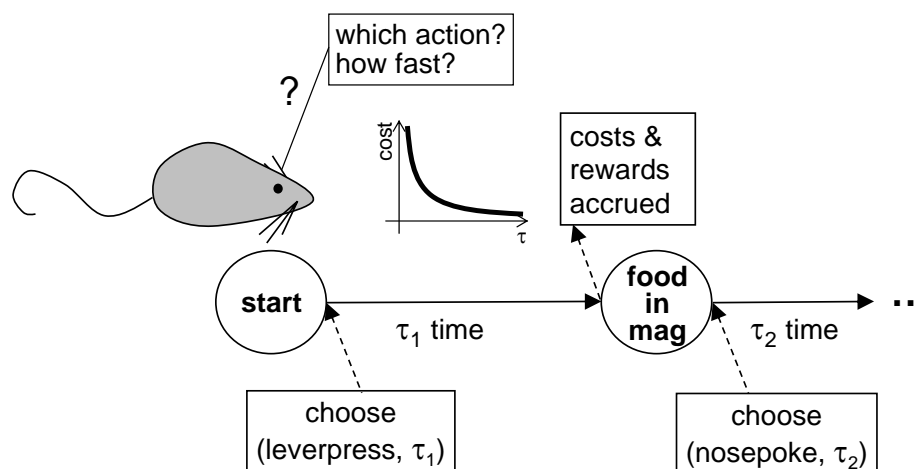 which action?
how fast?
?
cost
τ
costs &
rewards
accrued
start
τ₁ time
food
in
mag
τ₂ time
..
choose
(leverpress, τ₁)
choose
(nosepoke, τ₂)